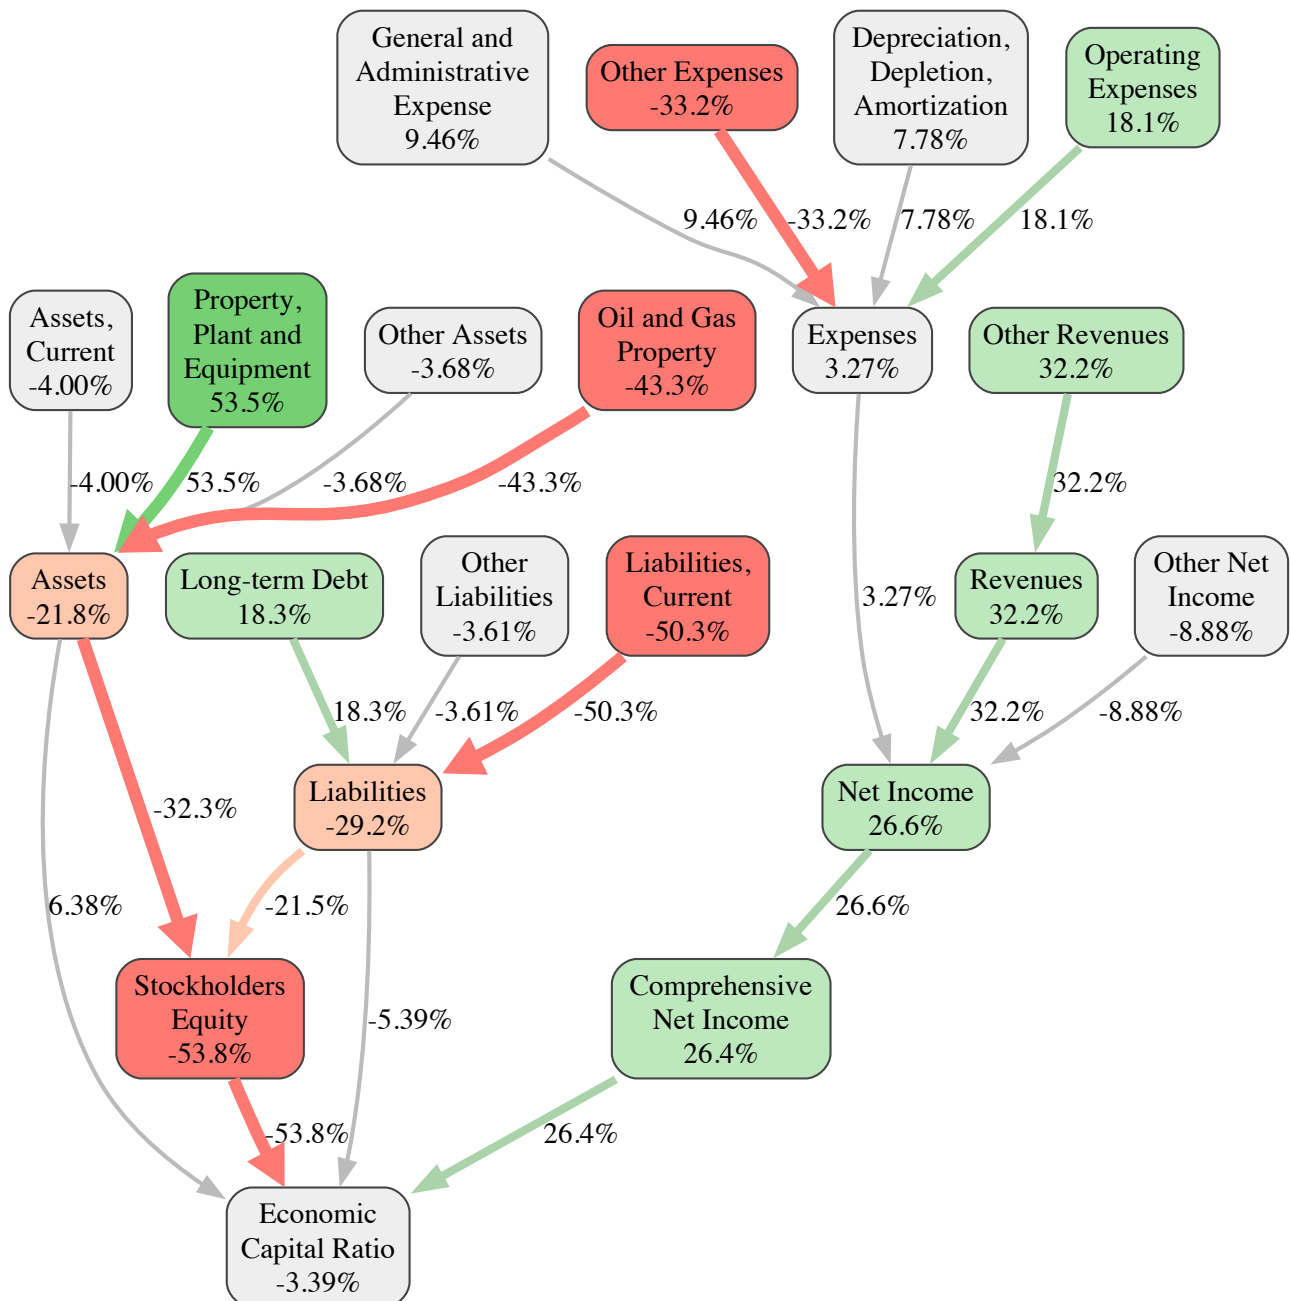 General and
Administrative
Expense
9.46%
Other Expenses
-33.2%
Depreciation,
Depletion,
Amortization
7.78%
Operating
Expenses
18.1%
9.46%
-33.2%
7.78%
18.1%
Assets,
Current
-4.00%
Property,
Plant and
Equipment
53.5%
Other Assets
-3.68%
Oil and Gas
Property
-43.3%
Expenses
3.27%
Other Revenues
32.2%
-4.00%
53.5%
-3.68%
-43.3%
32.2%
Assets
-21.8%
Long-term Debt
18.3%
Other
Liabilities
-3.61%
Liabilities,
Current
-50.3%
3.27%
Revenues
32.2%
Other Net
Income
-8.88%
18.3%
-3.61%
-50.3%
32.2%
-8.88%
-32.3%
Liabilities
-29.2%
Net Income
26.6%
6.38%
-21.5%
26.6%
Stockholders
Equity
-53.8%
-5.39%
Comprehensive
Net Income
26.4%
-53.8%
26.4%
Economic
Capital Ratio
-3.39%